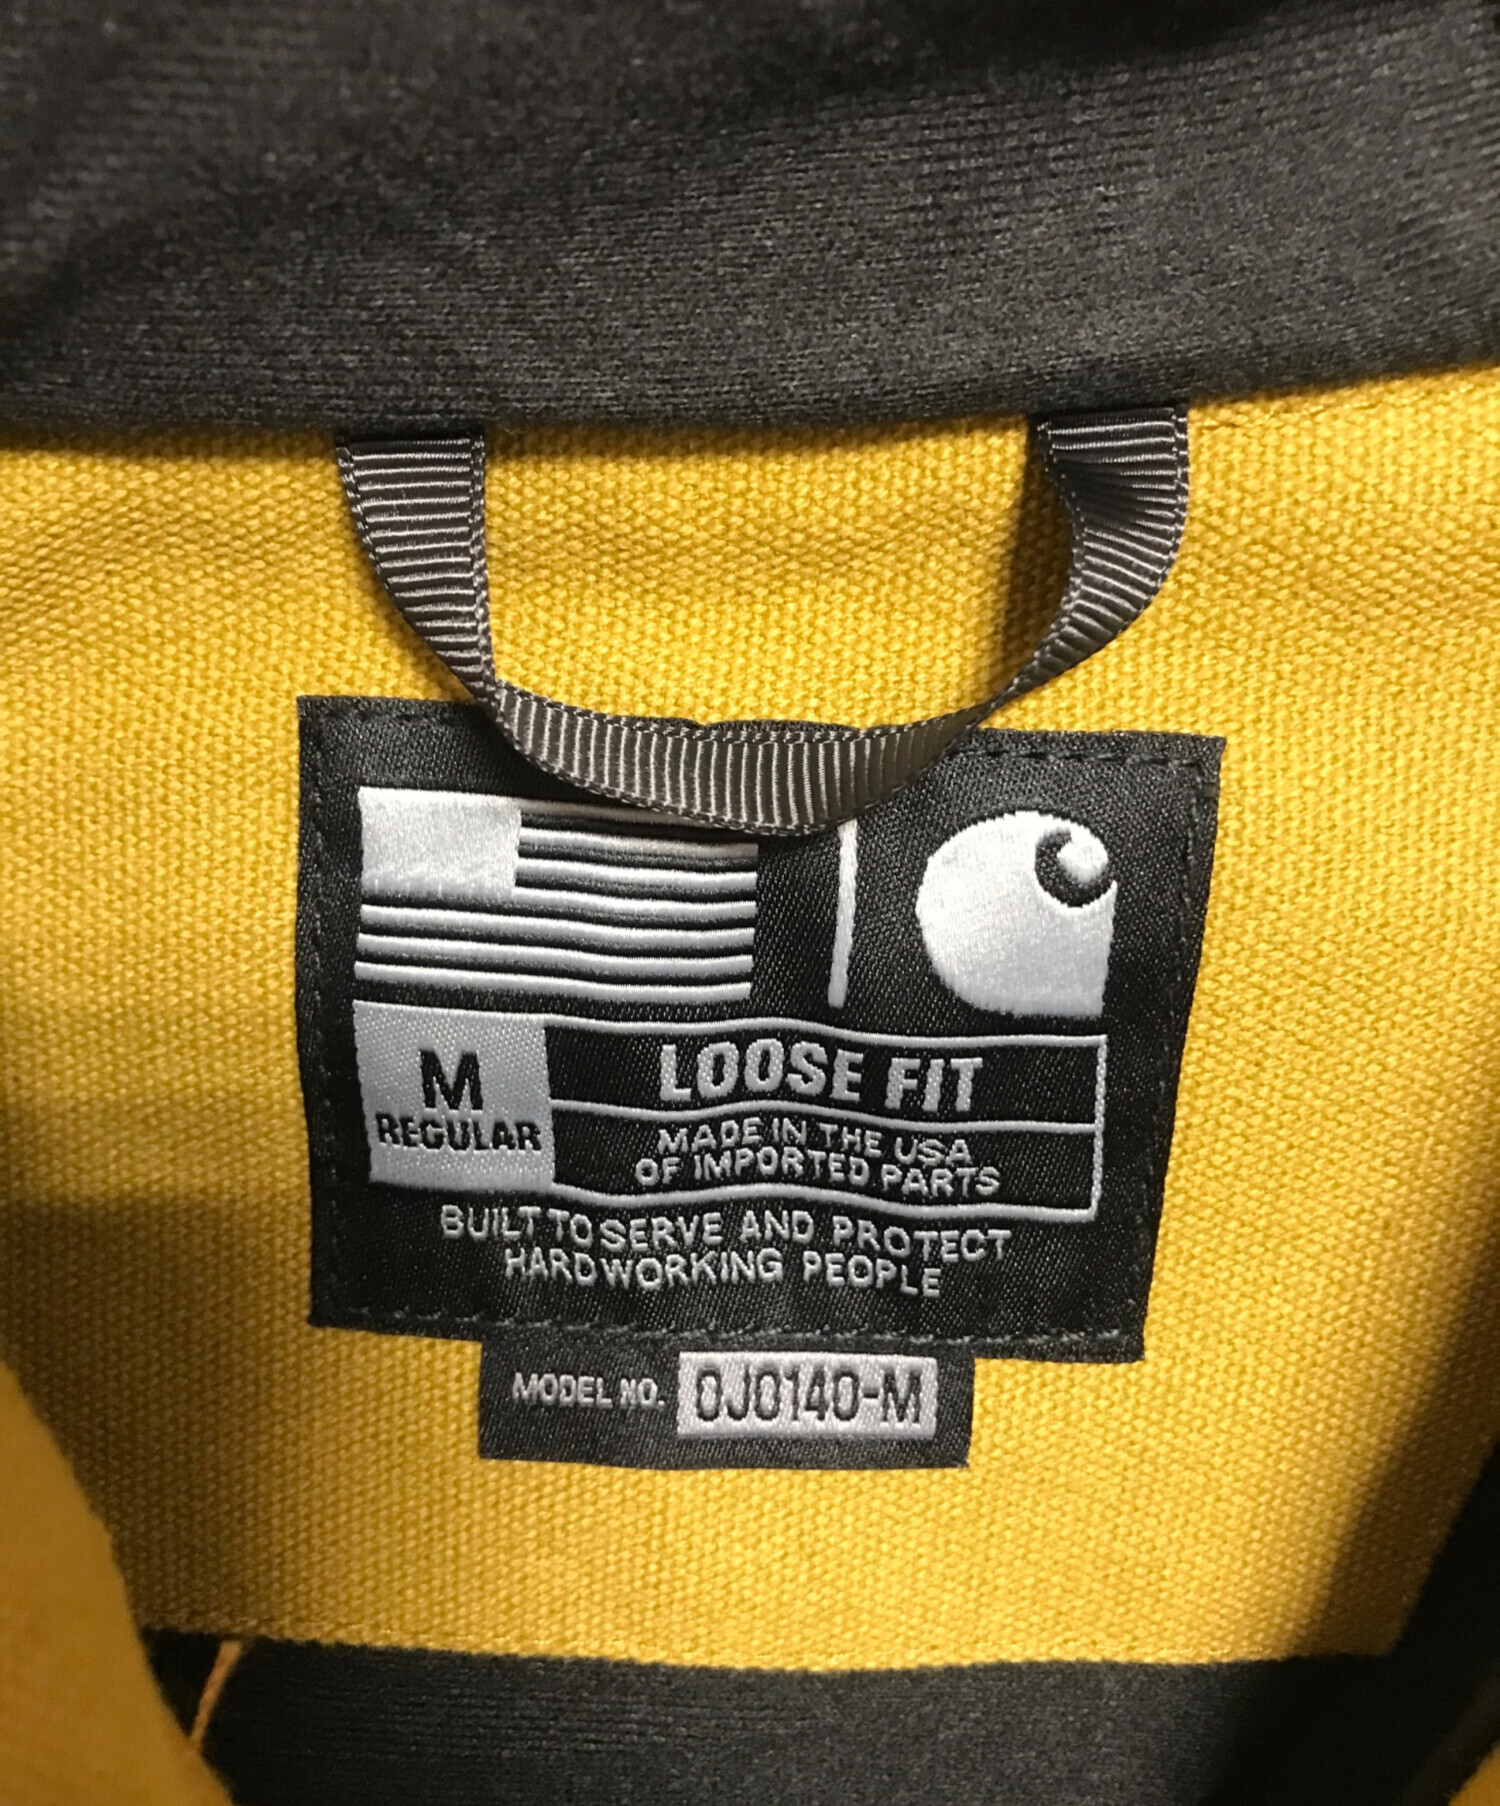 M
REGULAR
LOOSE FIT
MADE IN THE USA
OF IMPORTED PARTS
BUILT TO SERVE AND PROTECT
HARDWORKING PEOPLE
MODEL NO. 0J0140-M